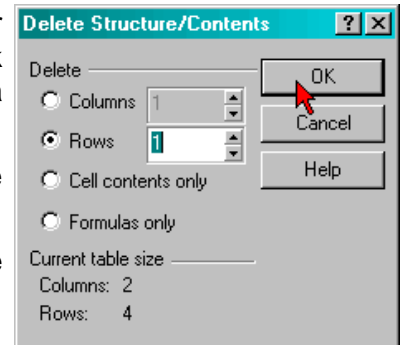 Delete Structure/Contents
Delete
Columns 1
Rows 1
Cell contents only
Formulas only
Current table size
Columns: 2
Rows: 4
OK
Cancel
Help